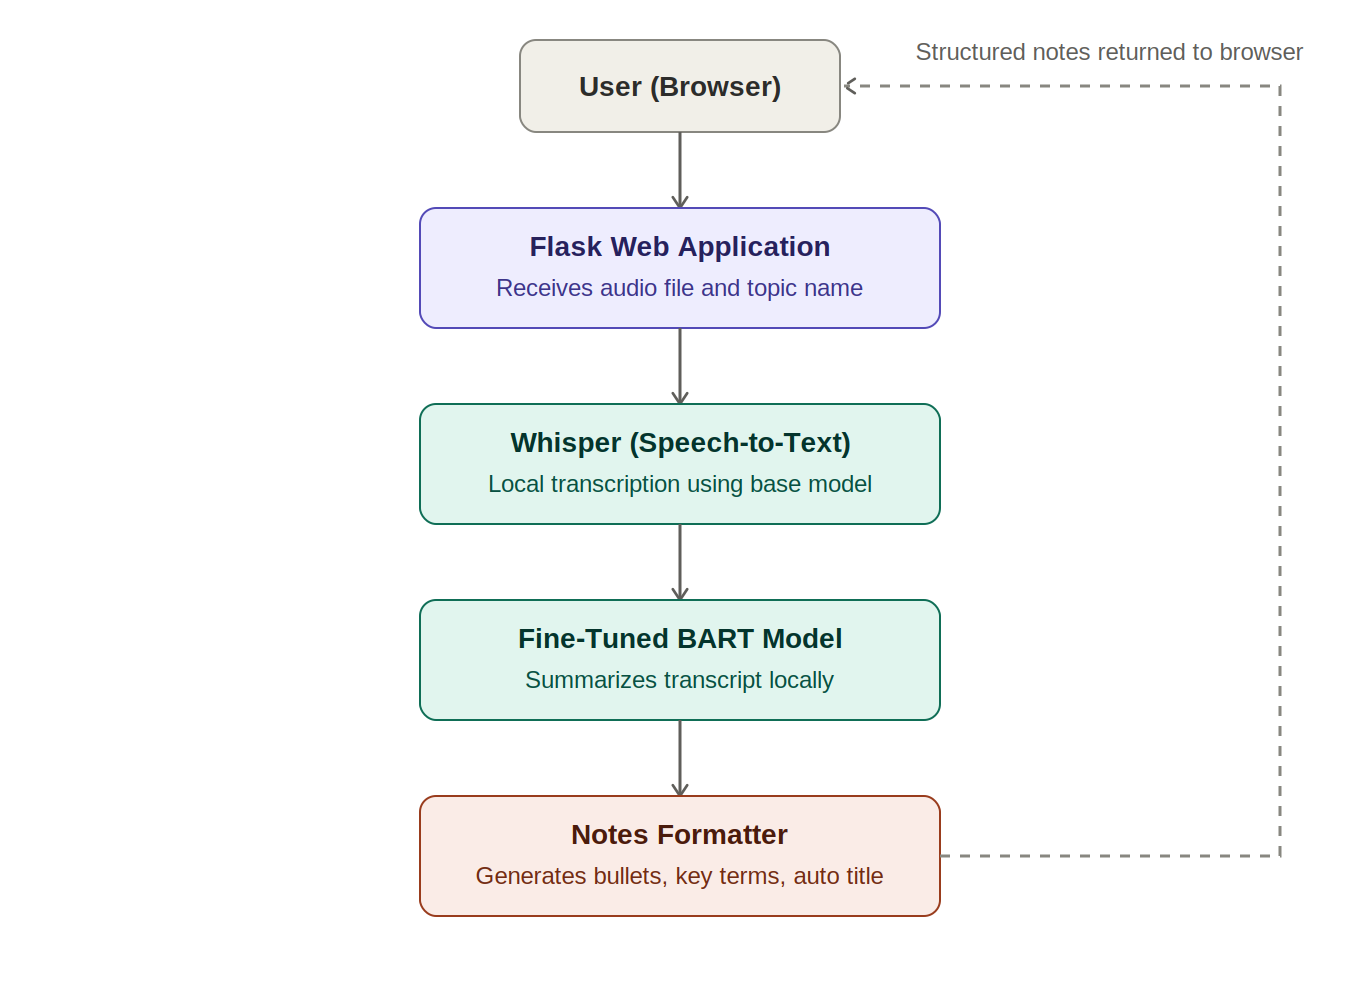 Structured notes returned to browser
User (Browser)
Flask Web Application
Receives audio file and topic name
Whisper (Speech-to-Text)
Local transcription using base model
Fine-Tuned BART Model
Summarizes transcript locally
Notes Formatter
Generates bullets, key terms, auto title